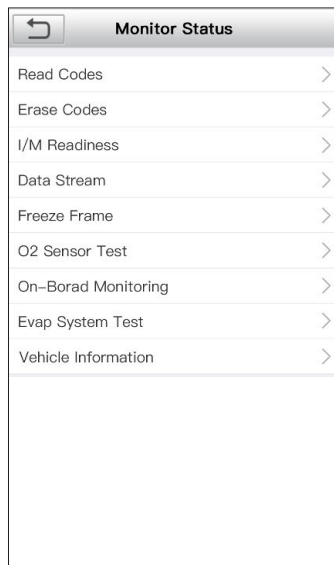 Monitor Status
Read Codes
Erase Codes
I/M Readiness
Data Stream
Freeze Frame
O2 Sensor Test
On-Borad Monitoring
Evap System Test
Vehicle Information